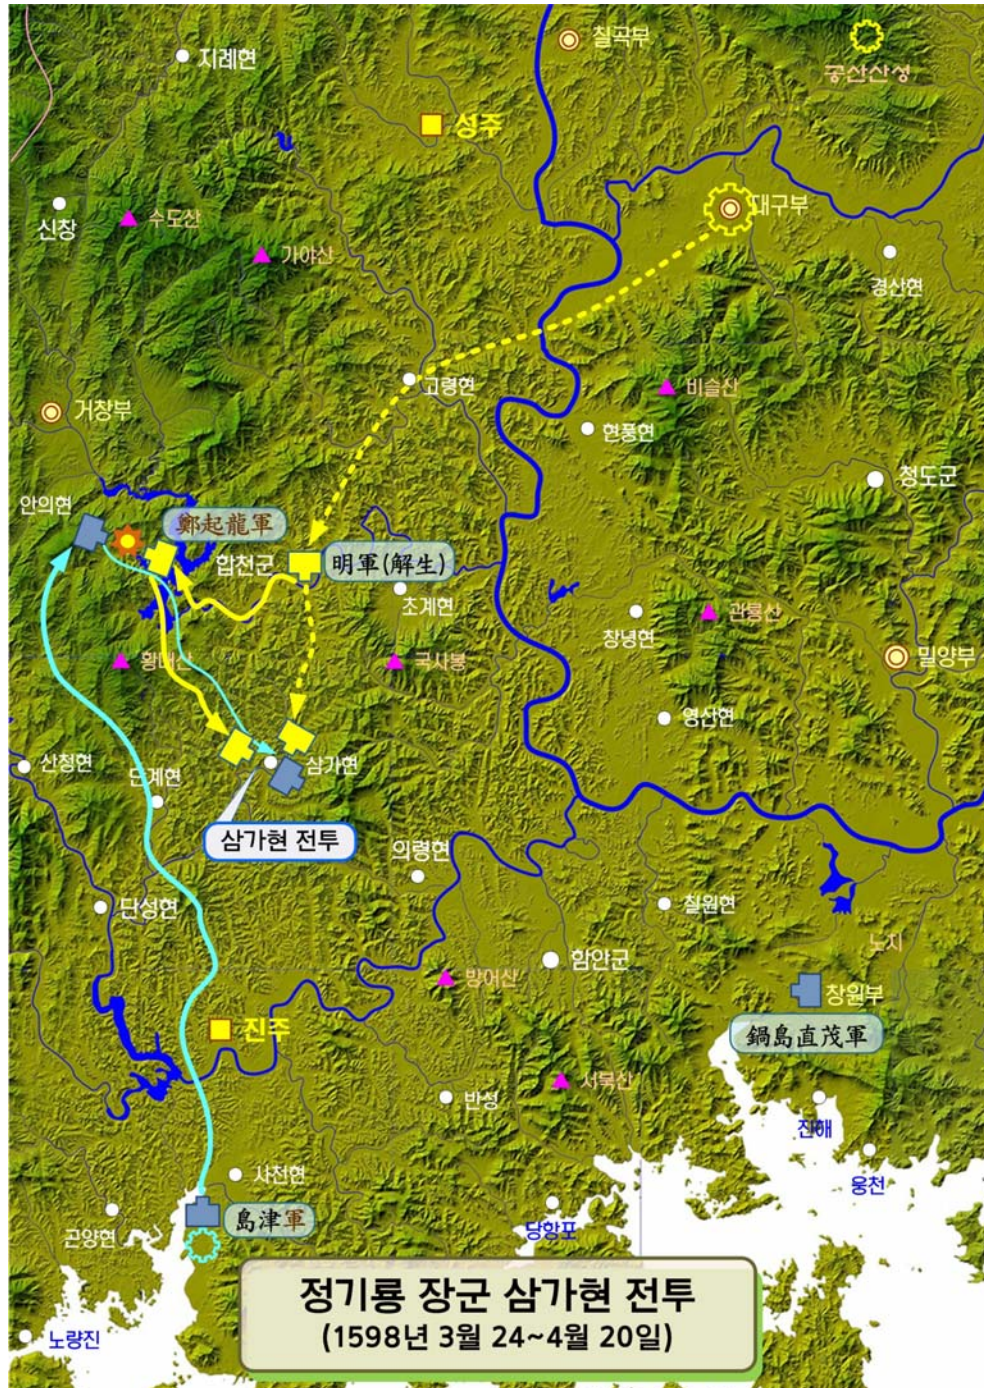 칠곡부
지례현
공산산성
성주
대구부
신창
수도산
가야산
경산현
고령현
비슬산
거창부
현풍현
청도군
안의현
鄭起龍軍
합천군
明軍(解生)
초계현
창녕현
관룡산
황매산
국사봉
밀양부
영산현
산청현
단계현
삼가현
삼가현 전투
의령현
단성현
칠원현
노치
함안군
방어산
창원부
진주
鍋島直茂軍
서북산
반성
진해
웅천
사천현
島津軍
곤양현
당항포
노량진
정기룡 장군 삼가현 전투
(1598년 3월 24~4월 20일)